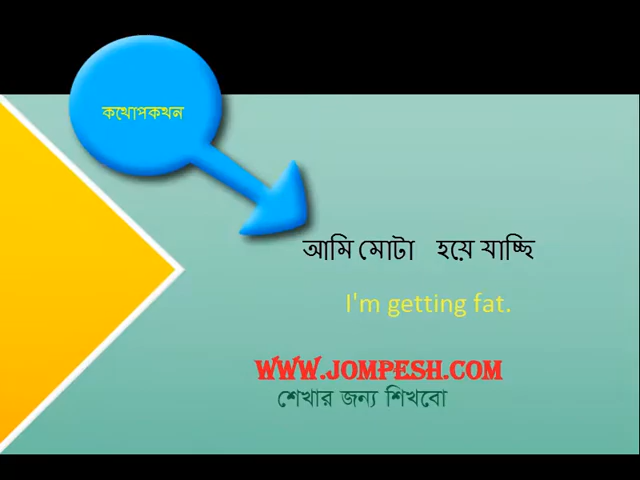 কথোপকথন
আমি মোটা হয়ে যাচ্ছি
I'm getting fat.
WWW.JOMPESH.COM
শেখার জন্য শিখবো